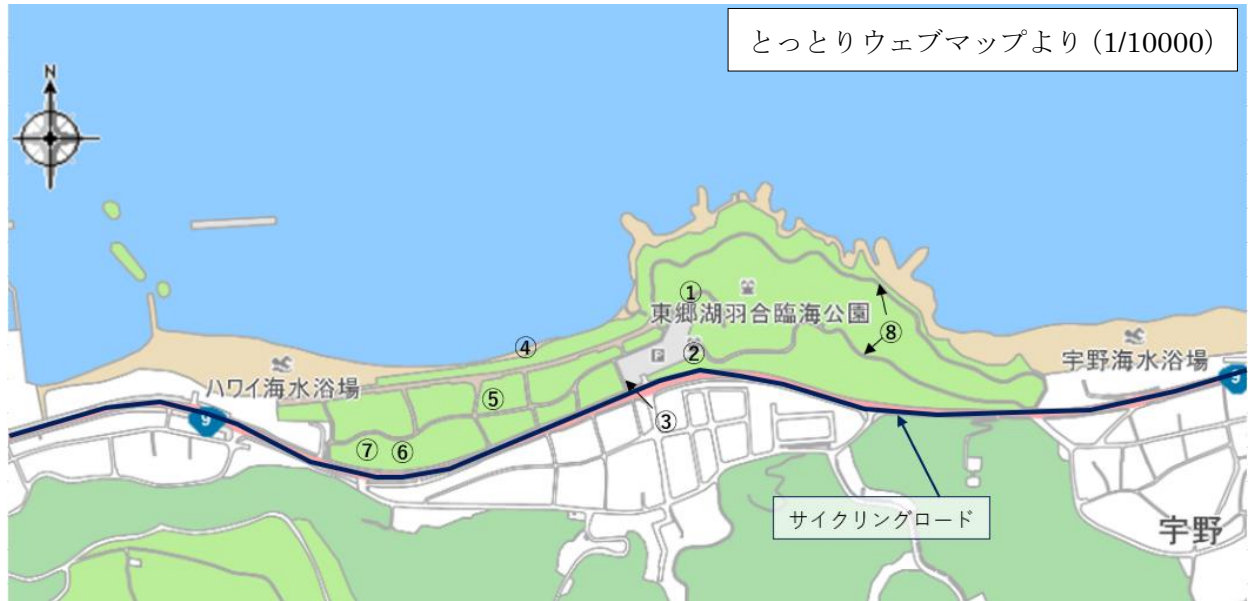 とっとりウェブマップより (1/10000)
N
①
東郷湖羽合臨海公園
⑧
②
P
④
宇野海水浴場
9
ハワイ海水浴場
⑤
9
③
⑦
⑥
サイクリングロード
宇野